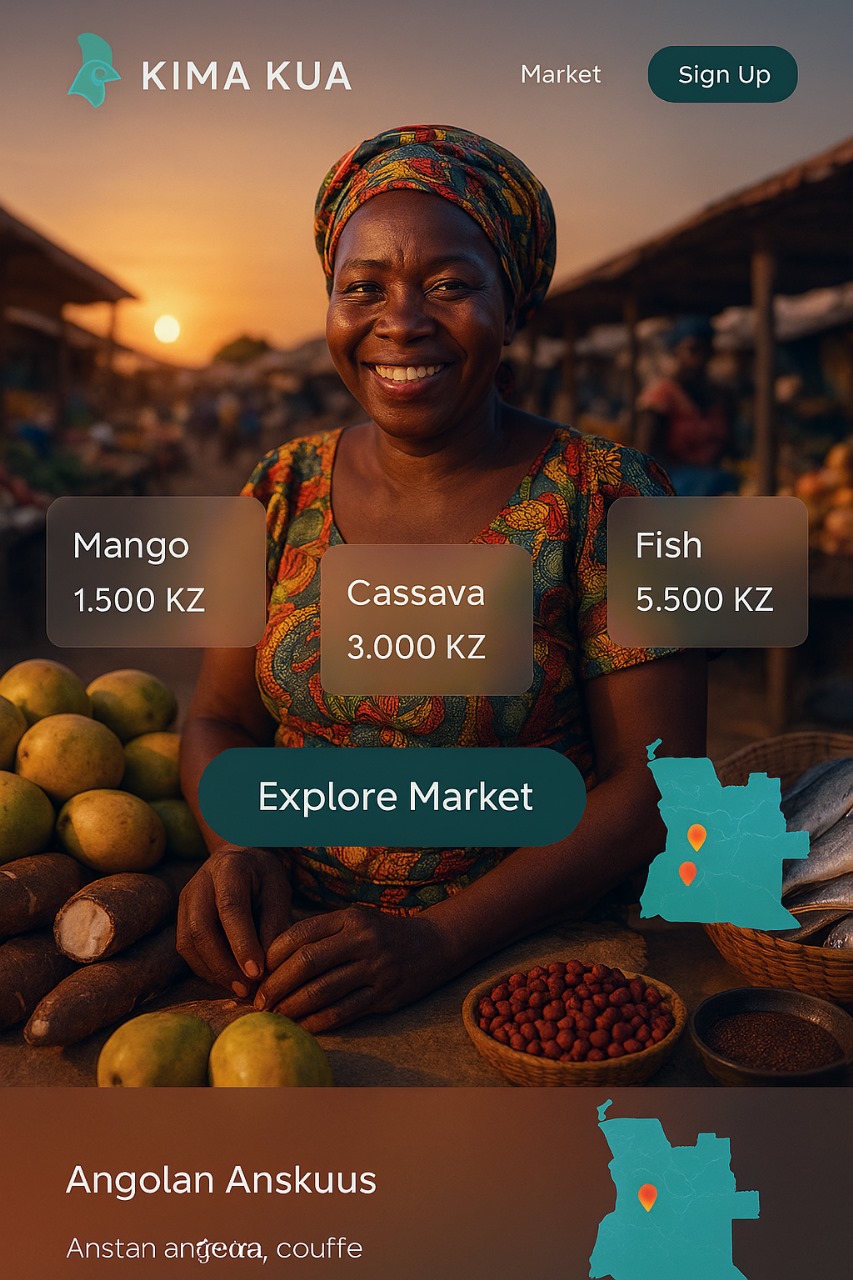 KIMA KUA
Market
Sign Up
Mango
1.500 KZ
Cassava
3.000 KZ
Fish
5.500 KZ
Explore Market
Angolan Anskuus
Anstan couffe